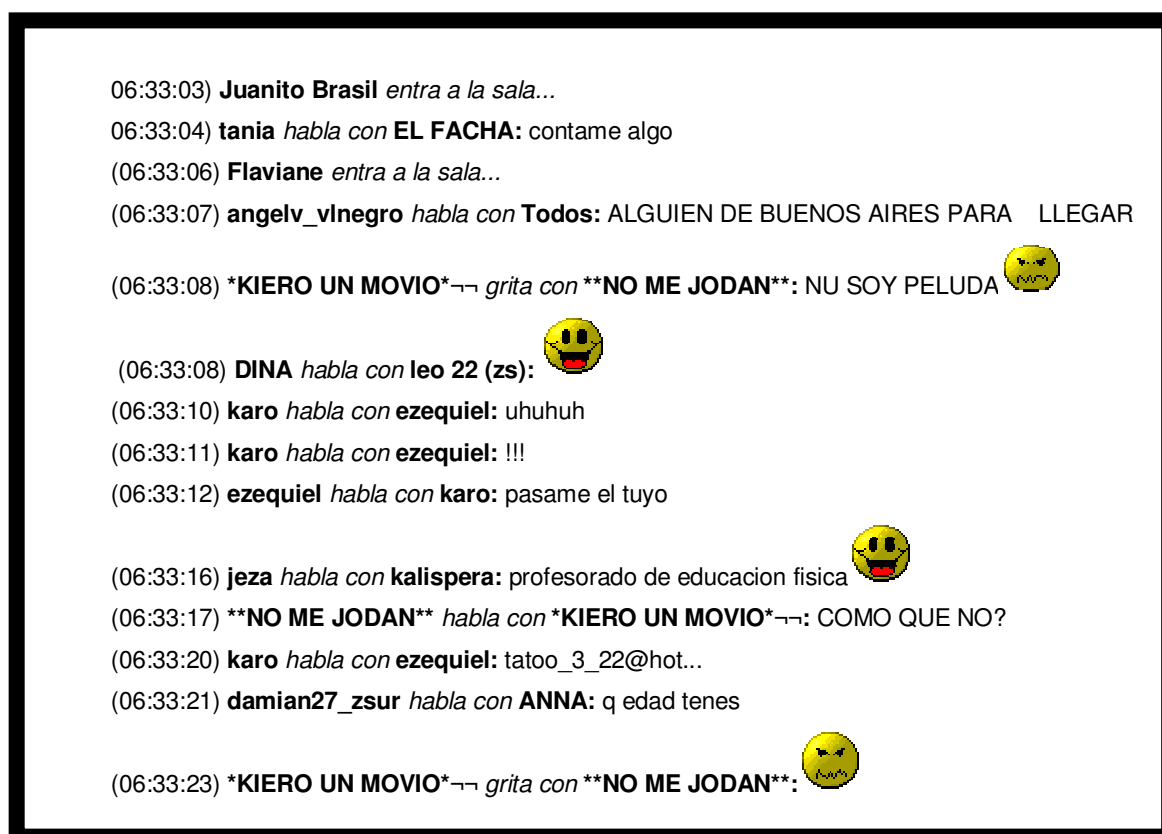 06:33:03) Juanito Brasil entra a la sala...
06:33:04) tania habla con EL FACHA: contame algo
(06:33:06) Flaviane entra a la sala...
(06:33:07) angelv_vlnegro habla con Todos: ALGUIEN DE BUENOS AIRES PARA LLEGAR
(06:33:08) *KIERO UN MOVIO*¬¬ grita con **NO ME JODAN**: NU SOY PELUDA
(06:33:08) DINA habla con leo 22 (zs):
(06:33:10) karo habla con ezequiel: uhuhuh
(06:33:11) karo habla con ezequiel: !!!
(06:33:12) ezequiel habla con karo: pasame el tuyo
(06:33:16) jeza habla con kalispera: profesorado de educacion fisica
(06:33:17) **NO ME JODAN** habla con *KIERO UN MOVIO*¬¬: COMO QUE NO?
(06:33:20) karo habla con ezequiel: tatoo_3_22@hot...
(06:33:21) damian27_zsur habla con ANNA: q edad tenes
(06:33:23) *KIERO UN MOVIO*¬¬ grita con **NO ME JODAN**: